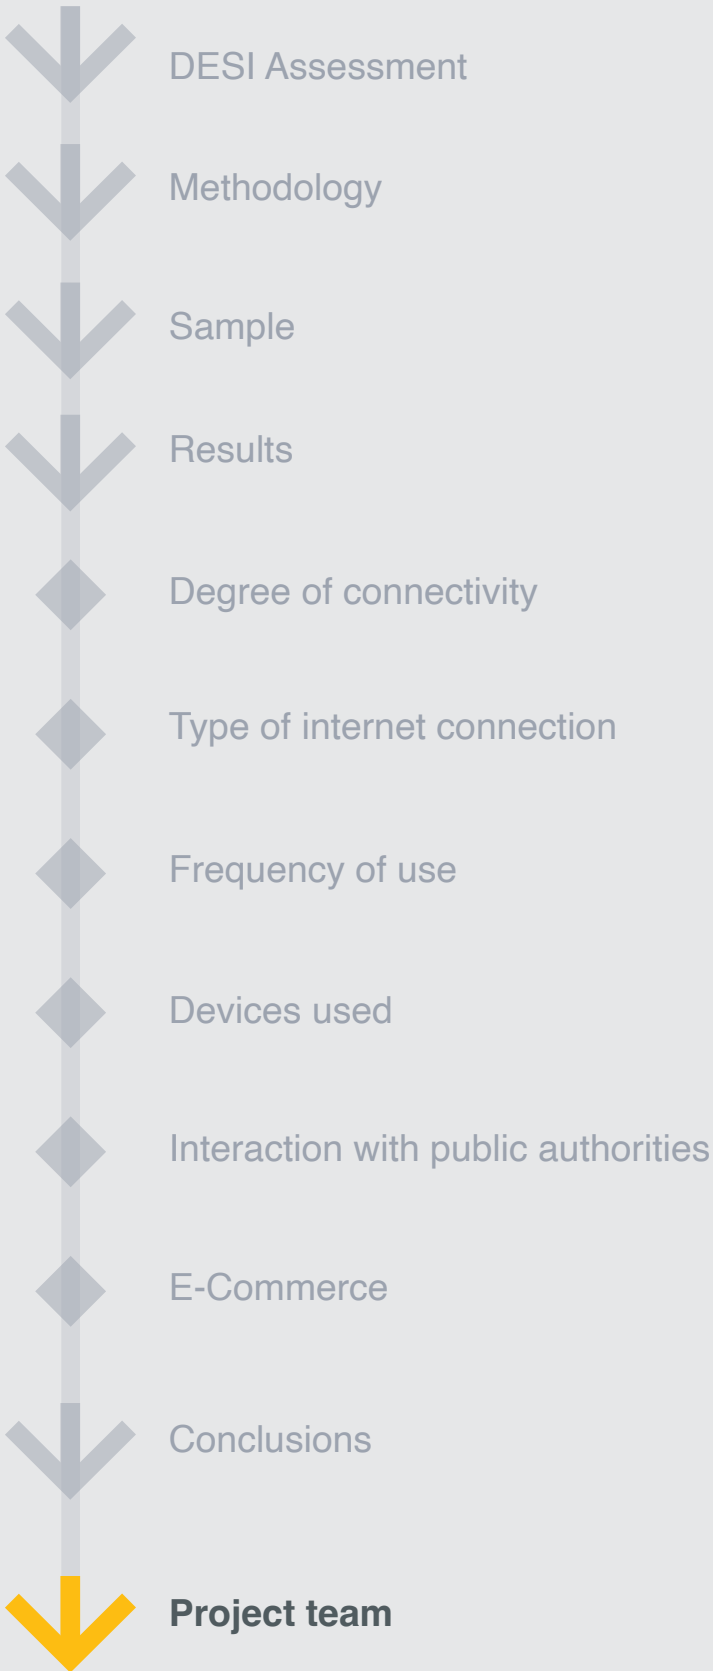 DESI Assessment
Methodology
Sample
Results
Degree of connectivity
Type of internet connection
Frequency of use
Devices used
Interaction with public authorities
E-Commerce
Conclusions
Project team